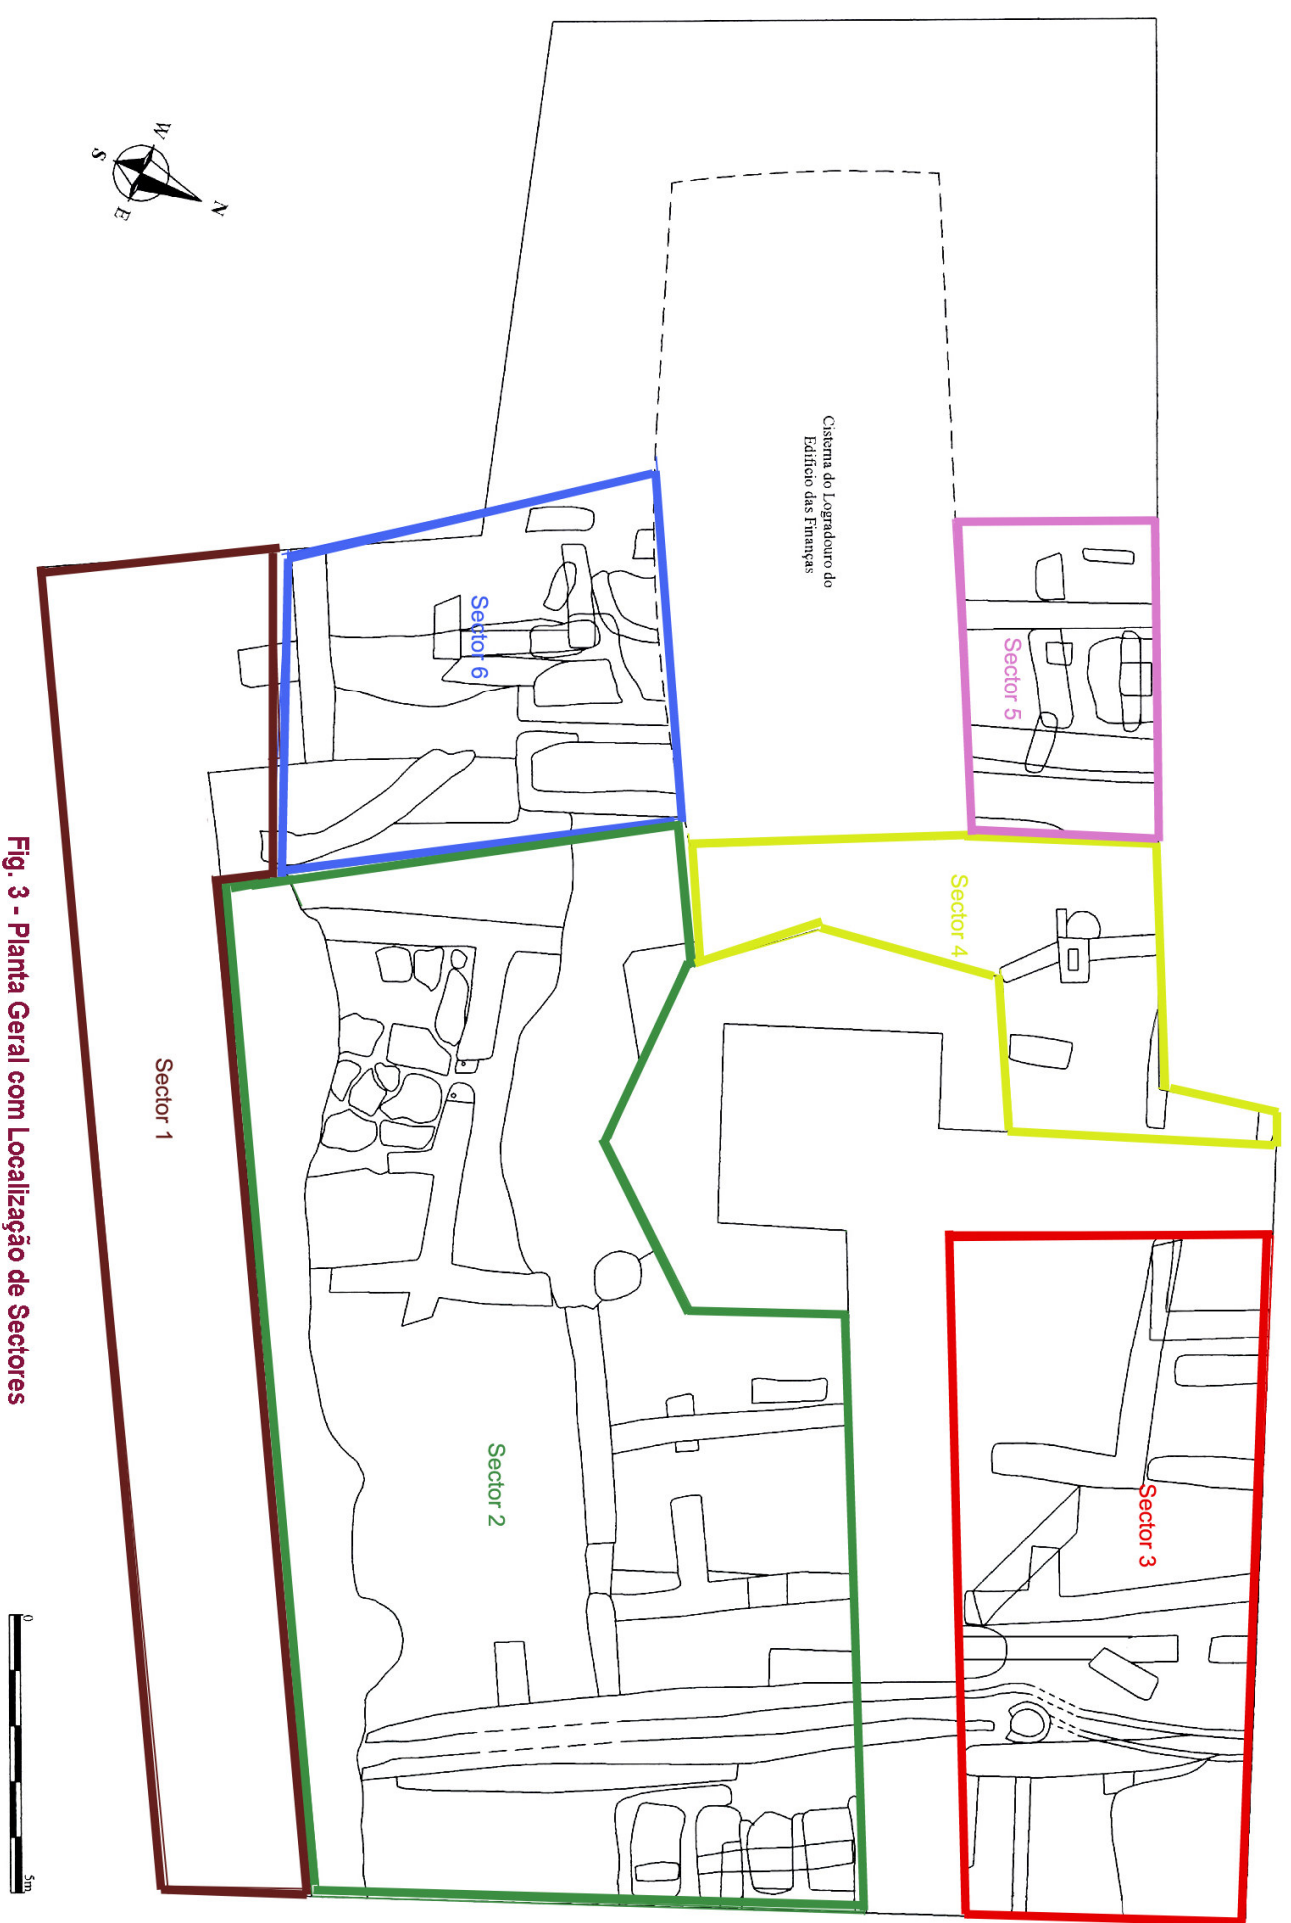 Cisterna do Logradouro do
Edifício das Finanças
Sector 5
Sector 6
Sector 4
Sector 1
Sector 2
Sector 3
W
S
N
E
0
5m
Fig. 3 - Planta Geral com Localização de Sectores